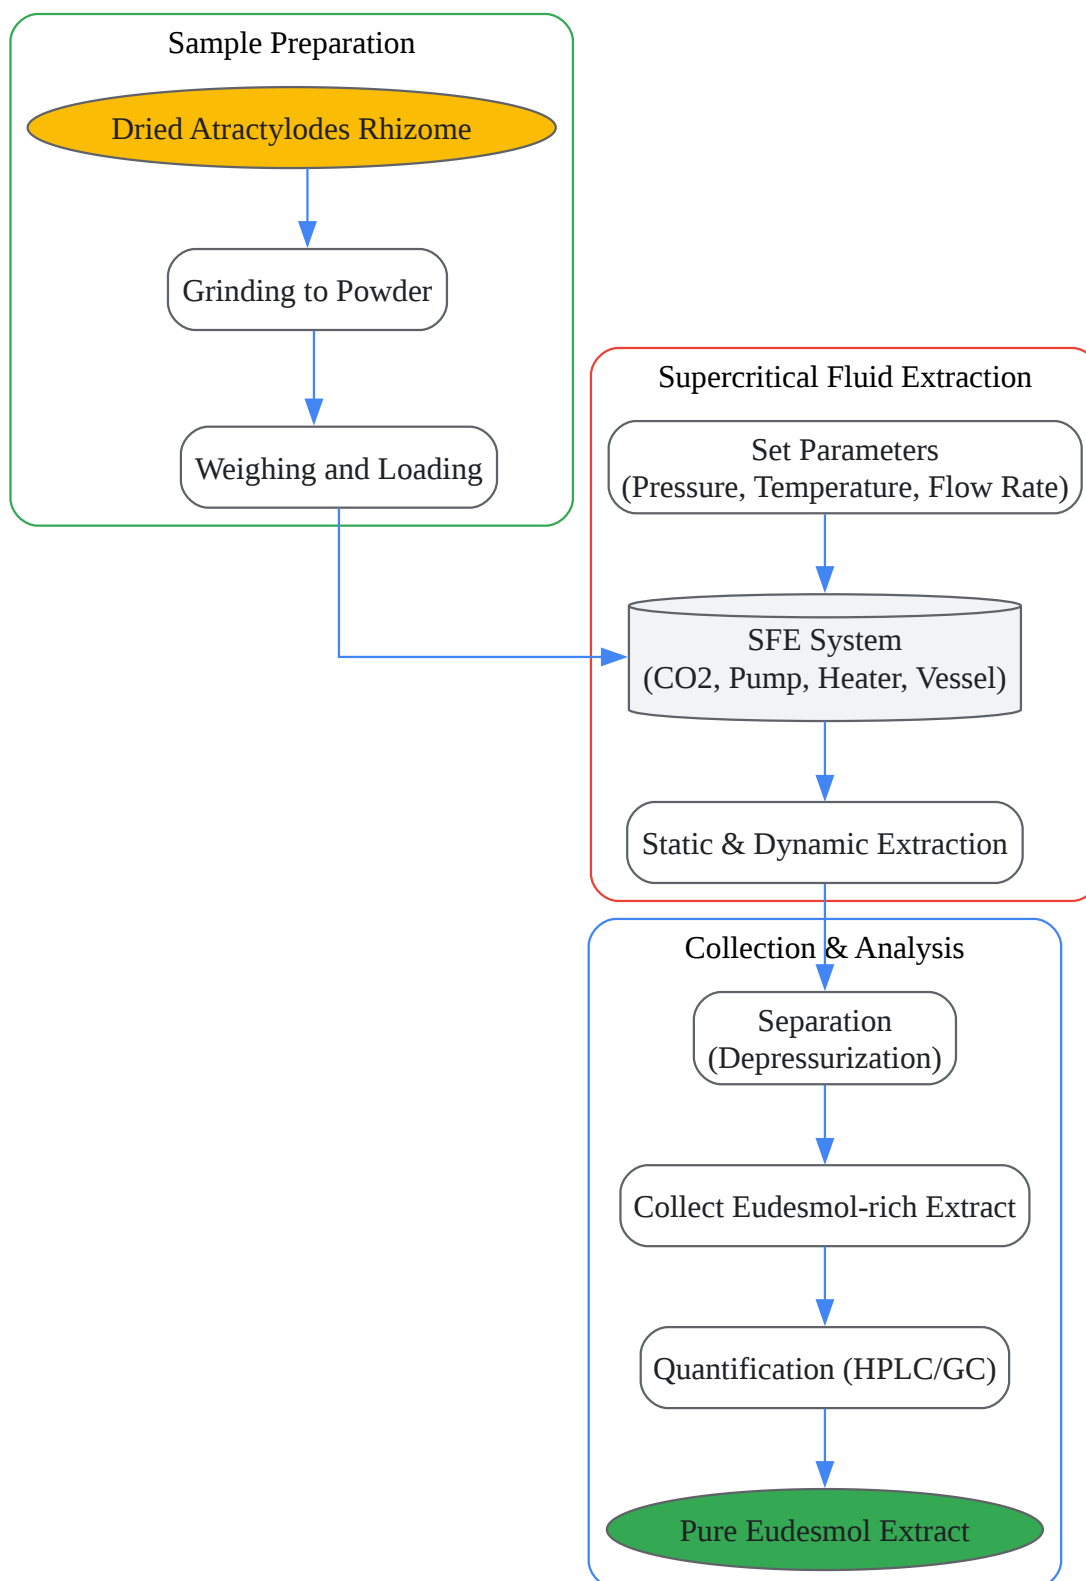 Sample Preparation
Dried Atractylodes Rhizome
Grinding to Powder
Weighing and Loading
Supercritical Fluid Extraction
Set Parameters
(Pressure, Temperature, Flow Rate)
SFE System
(CO2, Pump, Heater, Vessel)
Static & Dynamic Extraction
Collection & Analysis
Separation
(Depressurization)
Collect Eudesmol-rich Extract
Quantification (HPLC/GC)
Pure Eudesmol Extract